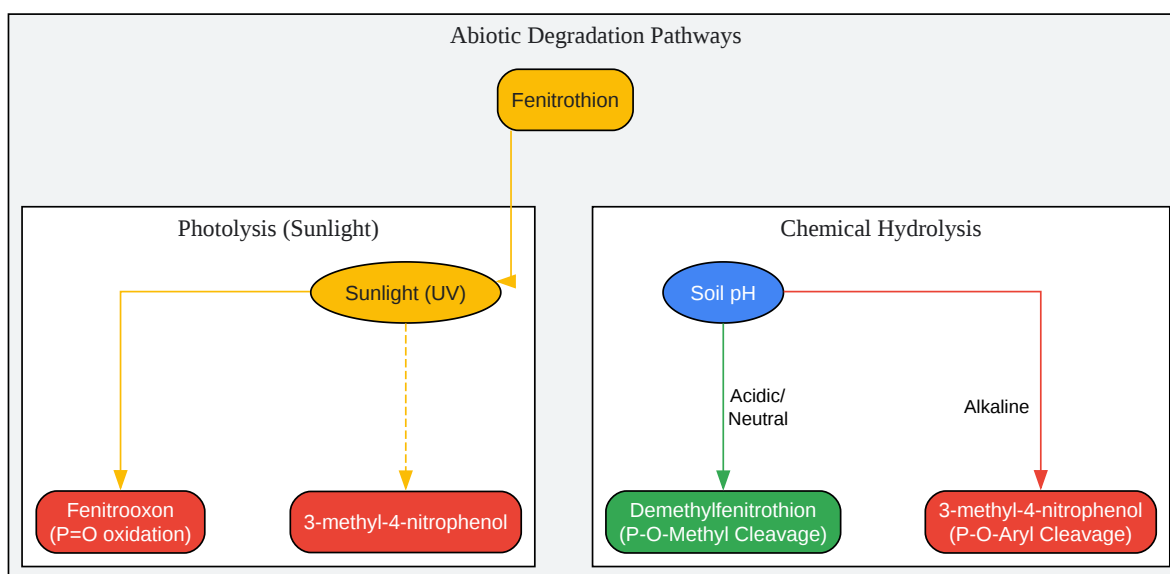 Abiotic Degradation Pathways
Fenitrothion
Photolysis (Sunlight)
Sunlight (UV)
Fenitrooxon
(P=O oxidation)
3-methyl-4-nitrophenol
Chemical Hydrolysis
Soil pH
Acidic/
Neutral
Alkaline
Demethylfenitrothion
(P-O-Methyl Cleavage)
3-methyl-4-nitrophenol
(P-O-Aryl Cleavage)